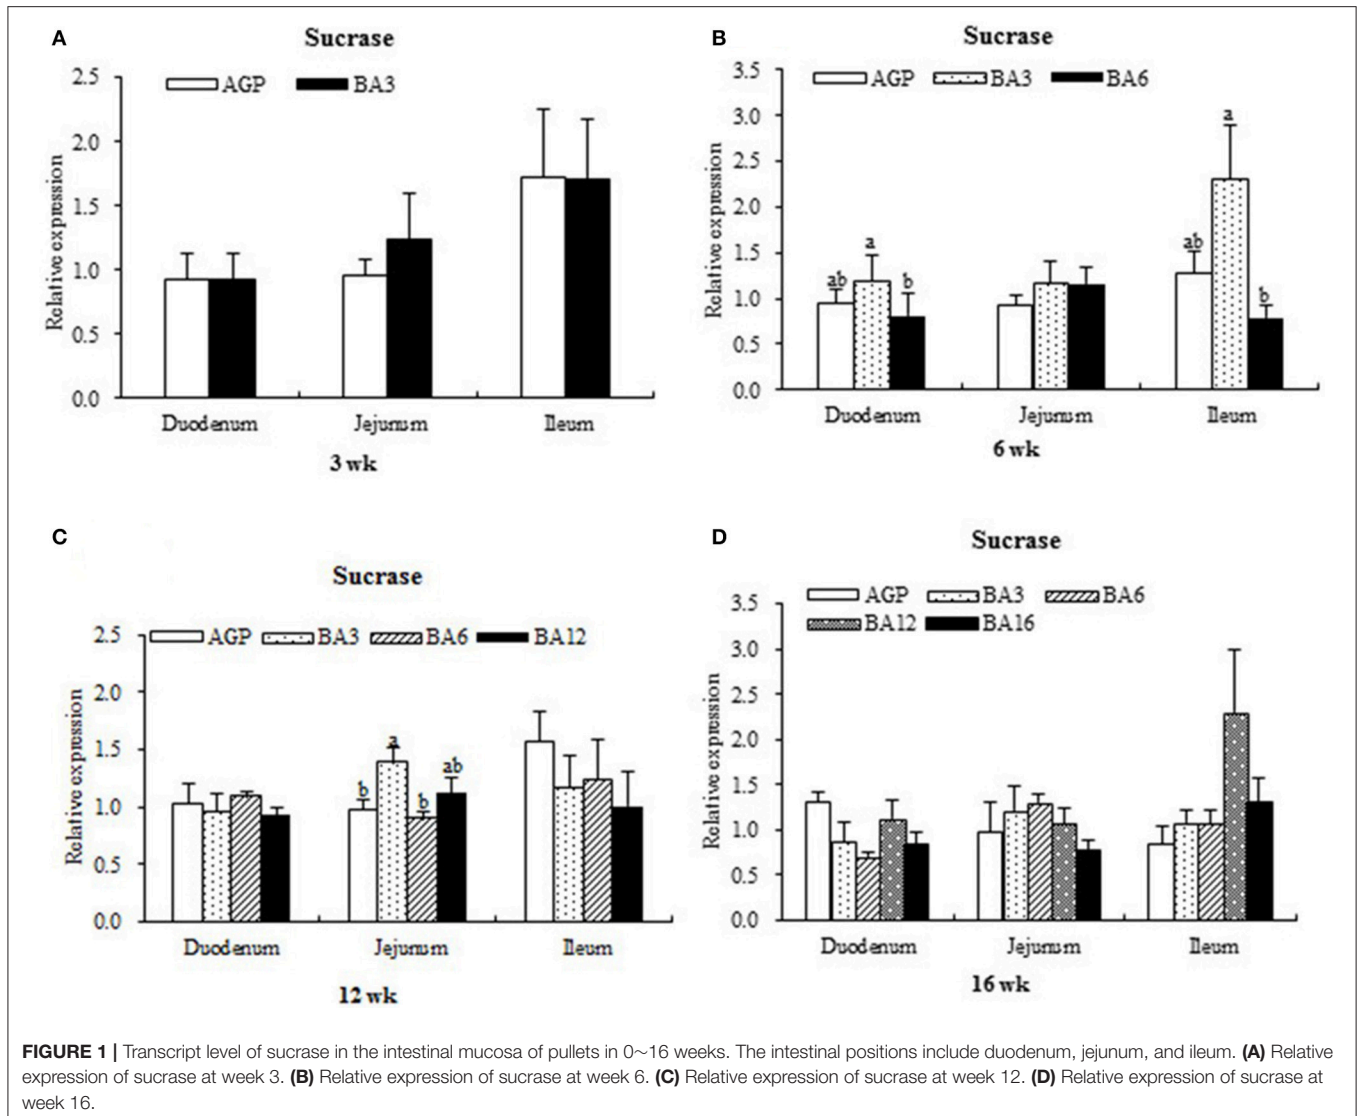 A
Sucrase
AGP BA3
2.5
2.0
1.5
1.0
0.5
0.0
Relative expression
Duodenum Jejunum Ileum
3 wk
B
Sucrase
AGP BA3 BA6
3.5
3.0
2.5
2.0
1.5
1.0
0.5
0.0
Relative expression
ab a b
ab a b
Duodenum Jejunum Ileum
6 wk
C
Sucrase
AGP BA3 BA6 BA12
2.5
2.0
1.5
1.0
0.5
0.0
Relative expression
b a b ab
Duodenum Jejunum Ileum
12 wk
D
Sucrase
AGP BA3 BA6
BA12 BA16
3.5
3.0
2.5
2.0
1.5
1.0
0.5
0.0
Relative expression
Duodenum Jejunum Ileum
16 wk
FIGURE 1 | Transcript level of sucrase in the intestinal mucosa of pullets in 0~16 weeks. The intestinal positions include duodenum, jejunum, and ileum. (A) Relative
expression of sucrase at week 3. (B) Relative expression of sucrase at week 6. (C) Relative expression of sucrase at week 12. (D) Relative expression of sucrase at
week 16.